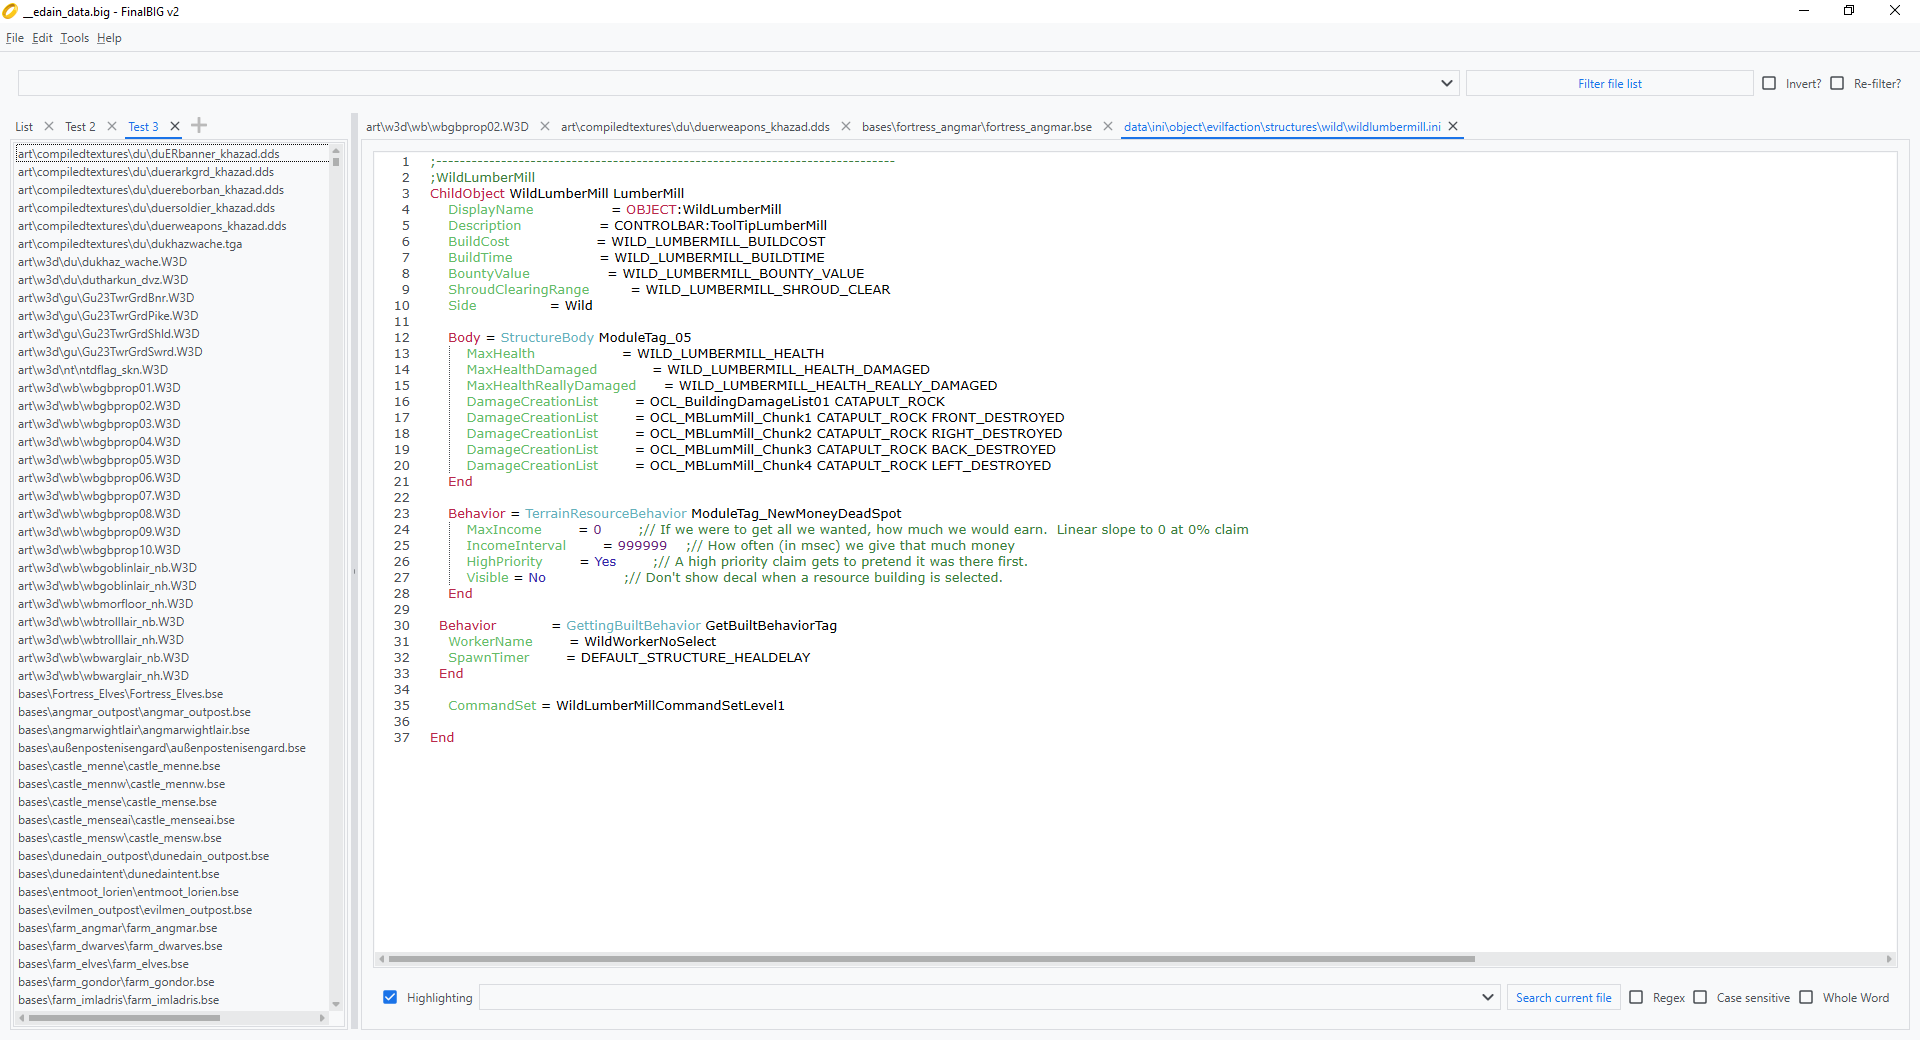 __edain_data.big - FinalBIG v2
File Edit Tools Help
Filter file list Invert? Re-filter?
List Test 2 Test 3
art\compiledtextures\du\duERbanner_khazad.dds
art\compiledtextures\du\duerarkgrd_khazad.dds
art\compiledtextures\du\duereborban_khazad.dds
art\compiledtextures\du\duersoldier_khazad.dds
art\compiledtextures\du\duerweapons_khazad.dds
art\compiledtextures\du\dukhazwache.tga
art\w3d\du\dukhaz_wache.W3D
art\w3d\du\dutharkun_dvz.W3D
art\w3d\gu\Gu23TwrGrdBnr.W3D
art\w3d\gu\Gu23TwrGrdPike.W3D
art\w3d\gu\Gu23TwrGrdShld.W3D
art\w3d\gu\Gu23TwrGrdSwrd.W3D
art\w3d\nt\ntdflag_skn.W3D
art\w3d\wb\wbgbprop01.W3D
art\w3d\wb\wbgbprop02.W3D
art\w3d\wb\wbgbprop03.W3D
art\w3d\wb\wbgbprop04.W3D
art\w3d\wb\wbgbprop05.W3D
art\w3d\wb\wbgbprop06.W3D
art\w3d\wb\wbgbprop07.W3D
art\w3d\wb\wbgbprop08.W3D
art\w3d\wb\wbgbprop09.W3D
art\w3d\wb\wbgbprop10.W3D
art\w3d\wb\wbgoblinlair_nb.W3D
art\w3d\wb\wbgoblinlair_nh.W3D
art\w3d\wb\wbmorfloor_nh.W3D
art\w3d\wb\wbtrolllair_nb.W3D
art\w3d\wb\wbtrolllair_nh.W3D
art\w3d\wb\wbwarglair_nb.W3D
art\w3d\wb\wbwarglair_nh.W3D
bases\Fortress_Elves\Fortress_Elves.bse
bases\angmar_outpost\angmar_outpost.bse
bases\angmarwightlair\angmarwightlair.bse
bases\außenpostenisengard\außenpostenisengard.bse
bases\castle_menne\castle_menne.bse
bases\castle_mennw\castle_mennw.bse
bases\castle_mense\castle_mense.bse
bases\castle_menseai\castle_menseai.bse
bases\castle_mensw\castle_mensw.bse
bases\dunedain_outpost\dunedain_outpost.bse
bases\dunedaintent\dunedaintent.bse
bases\entmoot_lorien\entmoot_lorien.bse
bases\evilmen_outpost\evilmen_outpost.bse
bases\farm_angmar\farm_angmar.bse
bases\farm_dwarves\farm_dwarves.bse
bases\farm_elves\farm_elves.bse
bases\farm_gondor\farm_gondor.bse
bases\farm_imladris\farm_imladris.bse
art\w3d\wb\wbgbprop02.W3D art\compiledtextures\du\duerweapons_khazad.dds bases\fortress_angmar\fortress_angmar.bse data\ini\object\evilfaction\structures\wild\wildlumbermill.ini
1 ;------------------------------------------------------------------------------
2 ;WildLumberMill
3 ChildObject WildLumberMill LumberMill
4 DisplayName = OBJECT:WildLumberMill
5 Description = CONTROLBAR:ToolTipLumberMill
6 BuildCost = WILD_LUMBERMILL_BUILDCOST
7 BuildTime = WILD_LUMBERMILL_BUILDTIME
8 BountyValue = WILD_LUMBERMILL_BOUNTY_VALUE
9 ShroudClearingRange = WILD_LUMBERMILL_SHROUD_CLEAR
10 Side = Wild
11
12 Body = StructureBody ModuleTag_05
13 MaxHealth = WILD_LUMBERMILL_HEALTH
14 MaxHealthDamaged = WILD_LUMBERMILL_HEALTH_DAMAGED
15 MaxHealthReallyDamaged = WILD_LUMBERMILL_HEALTH_REALLY_DAMAGED
16 DamageCreationList = OCL_BuildingDamageList01 CATAPULT_ROCK
17 DamageCreationList = OCL_MBLumMill_Chunk1 CATAPULT_ROCK FRONT_DESTROYED
18 DamageCreationList = OCL_MBLumMill_Chunk2 CATAPULT_ROCK RIGHT_DESTROYED
19 DamageCreationList = OCL_MBLumMill_Chunk3 CATAPULT_ROCK BACK_DESTROYED
20 DamageCreationList = OCL_MBLumMill_Chunk4 CATAPULT_ROCK LEFT_DESTROYED
21 End
22
23 Behavior = TerrainResourceBehavior ModuleTag_NewMoneyDeadSpot
24 MaxIncome = 0 ;// If we were to get all we wanted, how much we would earn. Linear slope to 0 at 0% claim
25 IncomeInterval = 999999 ;// How often (in msec) we give that much money
26 HighPriority = Yes ;// A high priority claim gets to pretend it was there first.
27 Visible = No ;// Don't show decal when a resource building is selected.
28 End
29
30 Behavior = GettingBuiltBehavior GetBuiltBehaviorTag
31 WorkerName = WildWorkerNoSelect
32 SpawnTimer = DEFAULT_STRUCTURE_HEALDELAY
33 End
34
35 CommandSet = WildLumberMillCommandSetLevel1
36
37 End
Highlighting Search current file Regex Case sensitive Whole Word